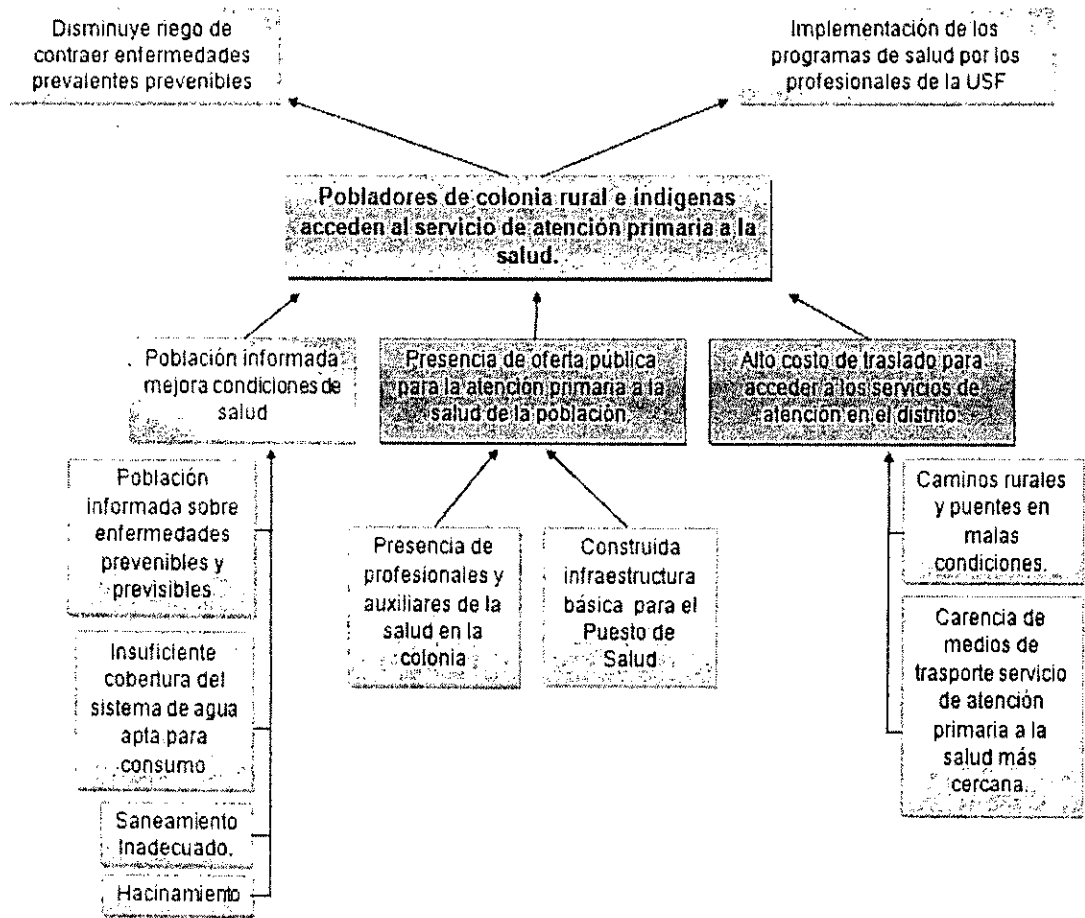 Disminuye riego de
contraer enfermedades
prevalentes prevenibles
Implementación de los
programas de salud por los
profesionales de la USF
Pobladores de colonia rural e indígenas
acceden al servicio de atención primaria a la
salud.
Población informada
mejora condiciones de
salud
Presencia de oferta pública
para la atención primaria a la
salud de la población.
Alto costo de traslado para
acceder a los servicios de
atención en el distrito.
Población
informada sobre
enfermedades
prevenibles y
previsibles
Insuficiente
cobertura del
sistema de agua
apta para
consumo
Saneamiento
Inadecuado.
Hacinamiento
Presencia de
profesionales y
auxiliares de la
salud en la
colonia
Construida
infraestructura
básica para el
Puesto de
Salud
Caminos rurales
y puentes en
malas
condiciones.
Carencia de
medios de
trasporte servicio
de atención
primaria a la
salud más
cercana.